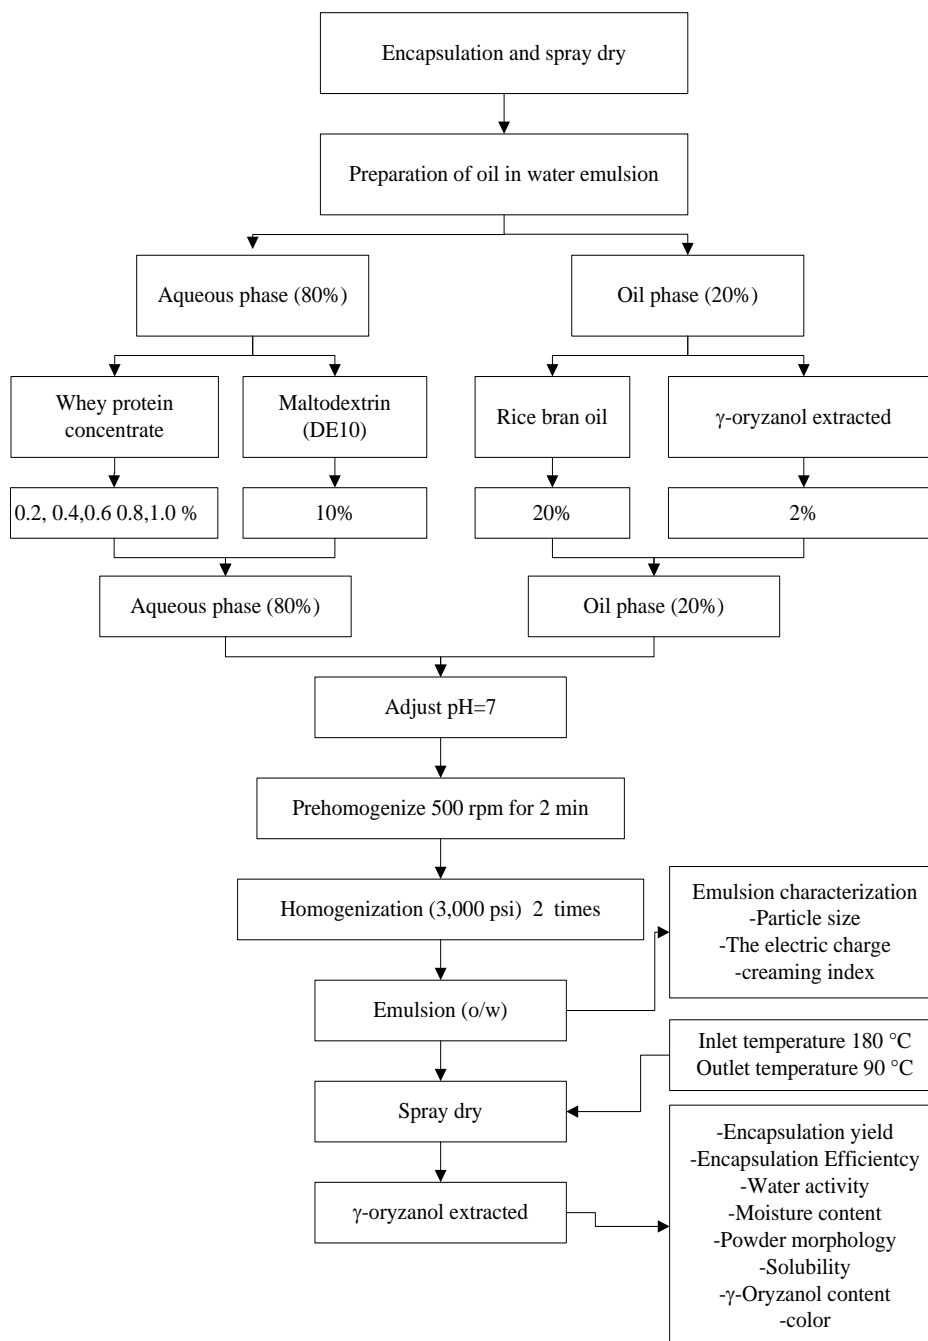 Encapsulation and spray dry
Preparation of oil in water emulsion
Aqueous phase (80%)
Oil phase (20%)
Whey protein
concentrate
Maltodextrin
(DE10)
Rice bran oil
γ-oryzanol extracted
0.2, 0.4,0.6 0.8,1.0 %
10%
20%
2%
Aqueous phase (80%)
Oil phase (20%)
Adjust pH=7
Prehomogenize 500 rpm for 2 min
Homogenization (3,000 psi)  2  times
Emulsion characterization
-Particle size
-The electric charge
-creaming index
Emulsion (o/w)
Inlet temperature 180 °C
Outlet temperature 90 °C
Spray dry
γ-oryzanol extracted
-Encapsulation yield
-Encapsulation Efficientcy
-Water activity
-Moisture content
-Powder morphology
-Solubility
-γ-Oryzanol content
-color